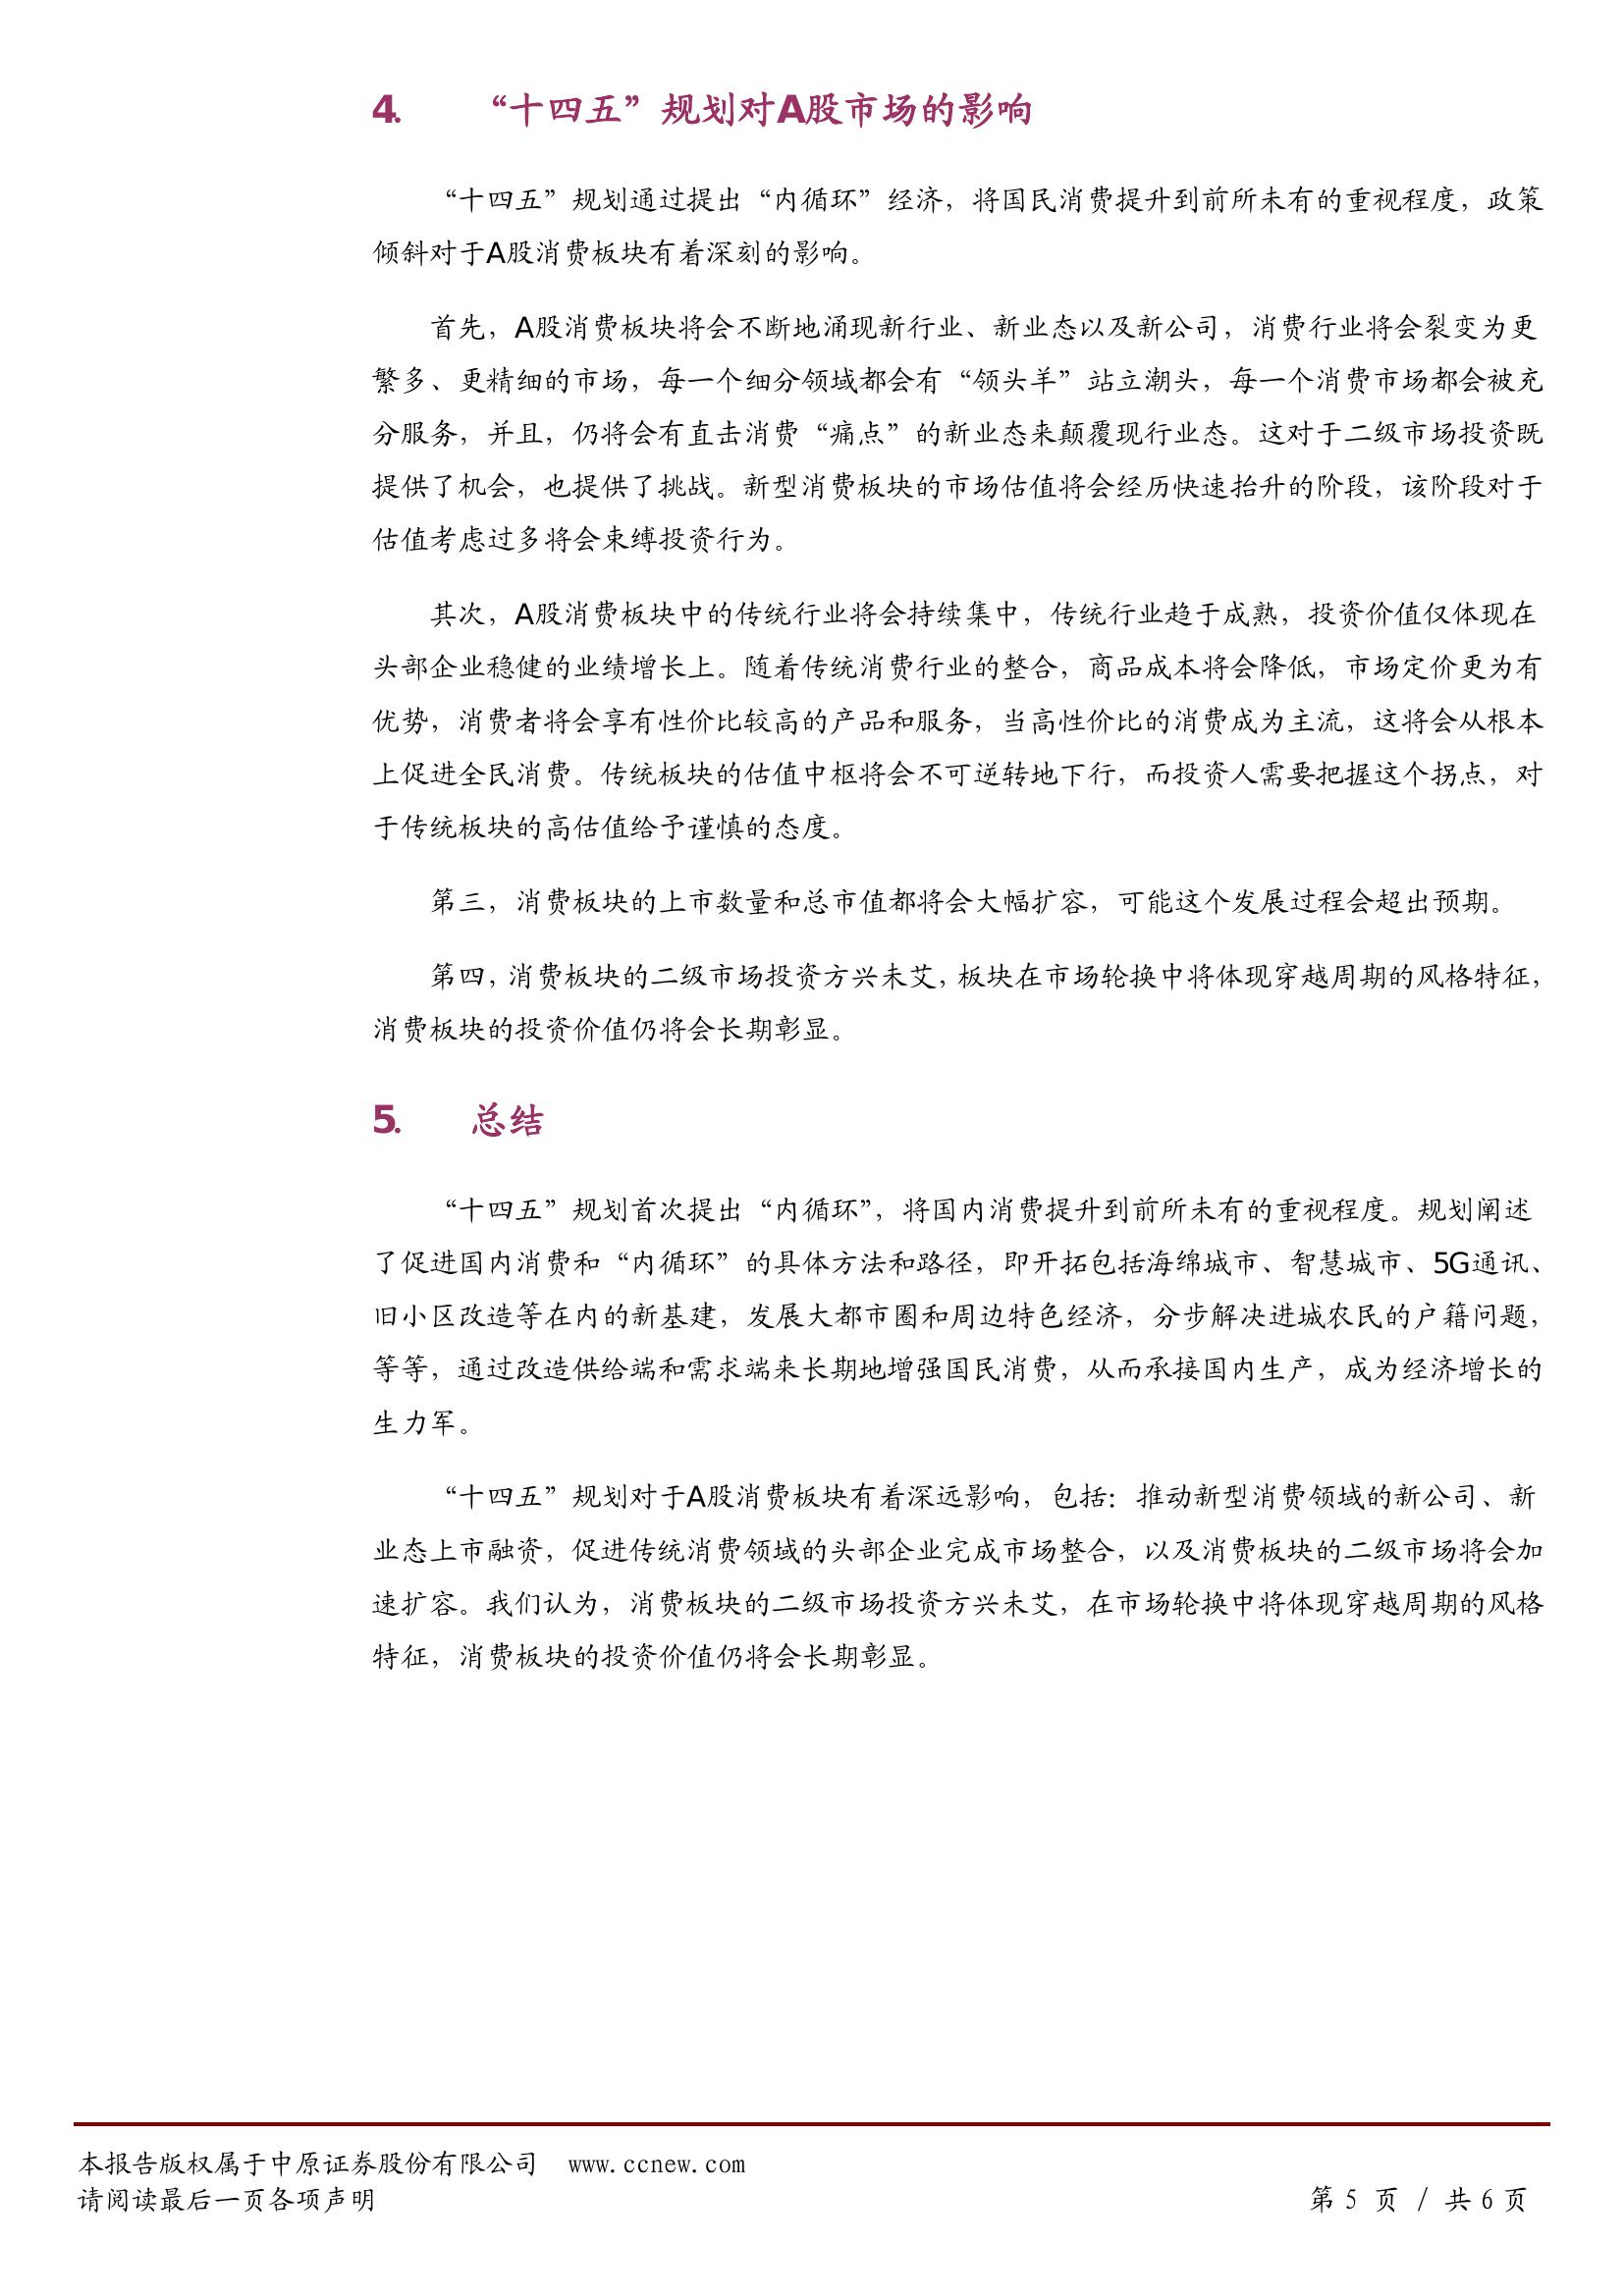 4. “十四五”规划对A股市场的影响
“十四五”规划通过提出“内循环”经济，将国民消费提升到前所未有的重视程度，政策
倾斜对于A股消费板块有着深刻的影响。
首先，A股消费板块将会不断地涌现新行业、新业态以及新公司，消费行业将会裂变为更
繁多、更精细的市场，每一个细分领域都会有“领头羊”站立潮头，每一个消费市场都会被充
分服务，并且，仍将会有直击消费“痛点”的新业态来颠覆现行业态。这对于二级市场投资既
提供了机会，也提供了挑战。新型消费板块的市场估值将会经历快速抬升的阶段，该阶段对于
估值考虑过多将会束缚投资行为。
其次，A股消费板块中的传统行业将会持续集中，传统行业趋于成熟，投资价值仅体现在
头部企业稳健的业绩增长上。随着传统消费行业的整合，商品成本将会降低，市场定价更为有
优势，消费者将会享有性价比较高的产品和服务，当高性价比的消费成为主流，这将会从根本
上促进全民消费。传统板块的估值中枢将会不可逆转地下行，而投资人需要把握这个拐点，对
于传统板块的高估值给予谨慎的态度。
第三，消费板块的上市数量和总市值都将会大幅扩容，可能这个发展过程会超出预期。
第四，消费板块的二级市场投资方兴未艾，板块在市场轮换中将体现穿越周期的风格特征，
消费板块的投资价值仍将会长期彰显。
5. 总结
“十四五”规划首次提出“内循环”，将国内消费提升到前所未有的重视程度。规划阐述
了促进国内消费和“内循环”的具体方法和路径，即开拓包括海绵城市、智慧城市、5G通讯、
旧小区改造等在内的新基建，发展大都市圈和周边特色经济，分步解决进城农民的户籍问题，
等等，通过改造供给端和需求端来长期地增强国民消费，从而承接国内生产，成为经济增长的
生力军。
“十四五”规划对于A股消费板块有着深远影响，包括：推动新型消费领域的新公司、新
业态上市融资，促进传统消费领域的头部企业完成市场整合，以及消费板块的二级市场将会加
速扩容。我们认为，消费板块的二级市场投资方兴未艾，在市场轮换中将体现穿越周期的风格
特征，消费板块的投资价值仍将会长期彰显。
本报告版权属于中原证券股份有限公司 www.ccnew.com
请阅读最后一页各项声明 第 5 页 / 共 6 页